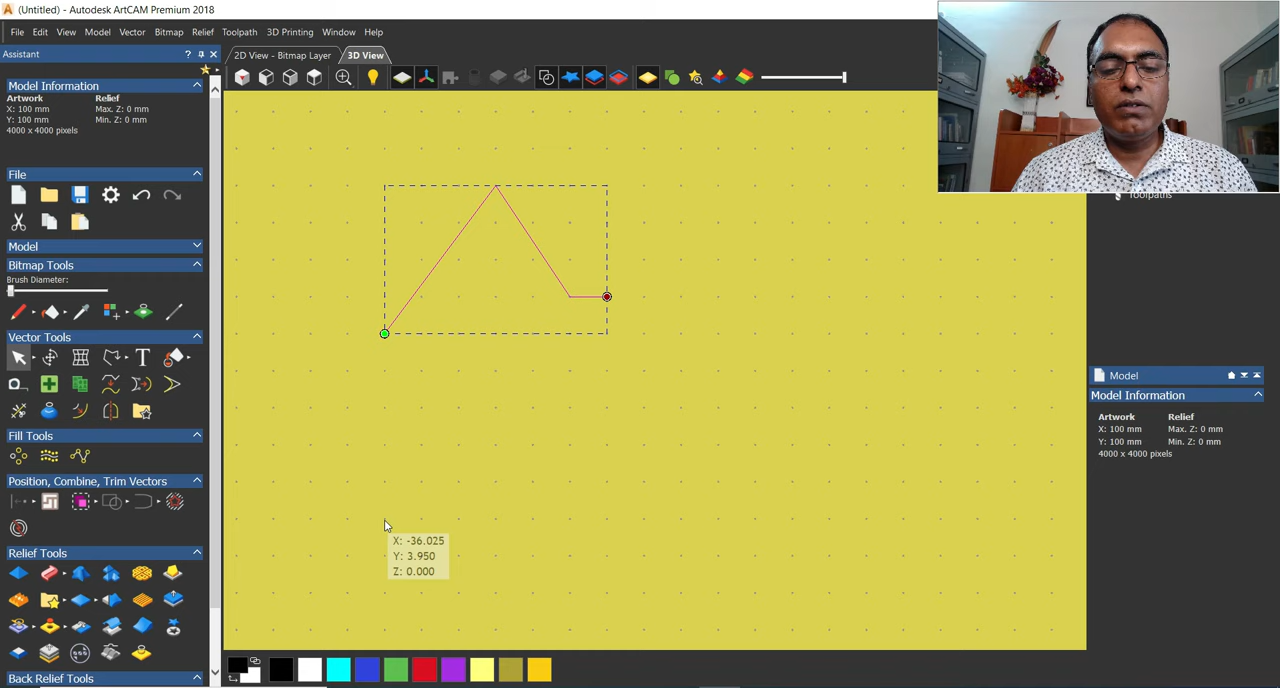 (Untitled) - Autodesk ArtCAM Premium 2018
File Edit View Model Vector Bitmap Relief Toolpath 3D Printing Window Help
Assistant ?
2D View - Bitmap Layer 3D View
Model Information
Artwork Relief
X: 100 mm Max. Z: 0 mm
Y: 100 mm Min. Z: 0 mm
4000 x 4000 pixels
File
Model
Bitmap Tools
Brush Diameter:
Vector Tools
T
Fill Tools
Position, Combine, Trim Vectors
Relief Tools
Back Relief Tools
X: -36.025
Y: 3.950
Z: 0.000
Toolpaths
Model
Model Information
Artwork Relief
X: 100 mm Max. Z: 0 mm
Y: 100 mm Min. Z: 0 mm
4000 x 4000 pixels